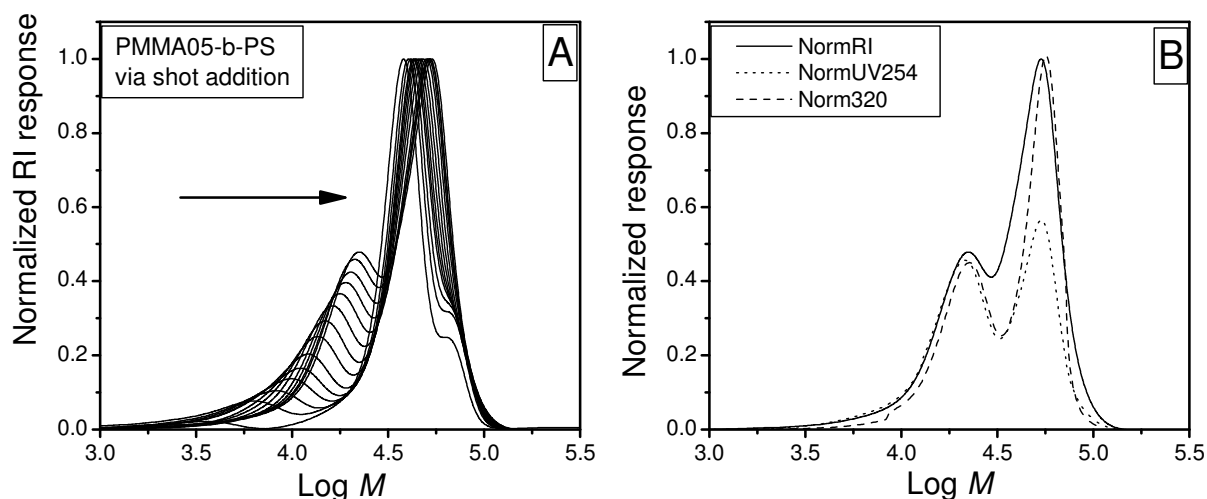 PMMA05-b-PS
via shot addition
A
Normalized RI response
1.0
0.8
0.6
0.4
0.2
0.0
3.0 3.5 4.0 4.5 5.0 5.5
Log M
NormRI
NormUV254
Norm320
B
Normalized response
1.0
0.8
0.6
0.4
0.2
0.0
3.0 3.5 4.0 4.5 5.0 5.5
Log M